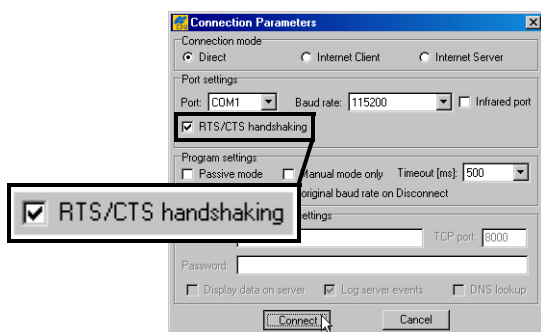 Connection Parameters
Connection mode
Direct Internet Client Internet Server
Port settings
Port: COM1 Baud rate: 115200 Infrared port
RTS/CTS handshaking
Program settings
Passive mode Manual mode only Timeout [ms]: 500
original baud rate on Disconnect
RTS/CTS handshaking
settings
TCP port: 8000
Password:
Display data on server Log server events DNS lookup
Connect Cancel